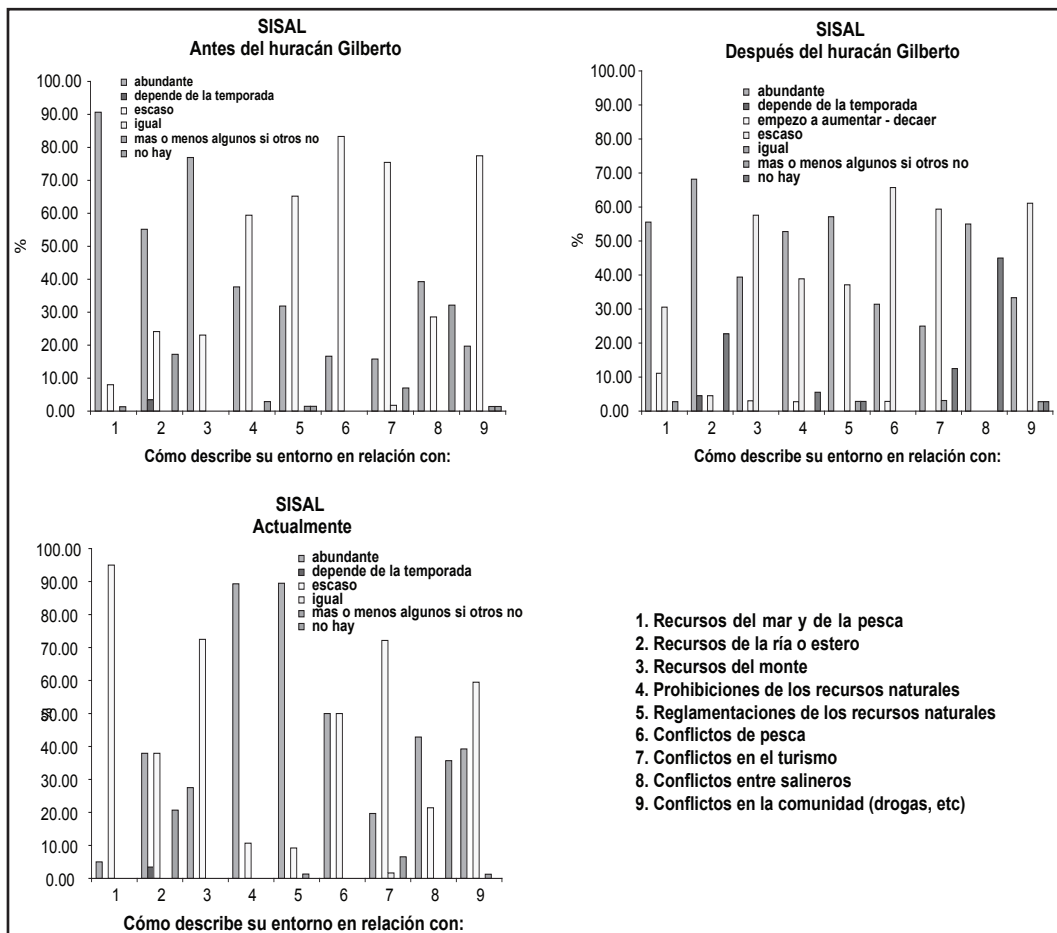 SISAL
Antes del huracán Gilberto
abundante
depende de la temporada
escaso
igual
mas o menos algunos si otros no
no hay
100.00
90.00
80.00
70.00
60.00
50.00
40.00
30.00
20.00
10.00
0.00
%
1 2 3 4 5 6 7 8 9
Cómo describe su entorno en relación con:
SISAL
Después del huracán Gilberto
abundante
depende de la temporada
empezo a aumentar - decaer
escaso
igual
mas o menos algunos si otros no
no hay
100.00
90.00
80.00
70.00
60.00
50.00
40.00
30.00
20.00
10.00
0.00
%
1 2 3 4 5 6 7 8 9
Cómo describe su entorno en relación con:
SISAL
Actualmente
abundante
depende de la temporada
escaso
igual
mas o menos algunos si otros no
no hay
100.00
90.00
80.00
70.00
60.00
50.00
40.00
30.00
20.00
10.00
0.00
1 2 3 4 5 6 7 8 9
Cómo describe su entorno en relación con:
1. Recursos del mar y de la pesca
2. Recursos de la ría o estero
3. Recursos del monte
4. Prohibiciones de los recursos naturales
5. Reglamentaciones de los recursos naturales
6. Conflictos de pesca
7. Conflictos en el turismo
8. Conflictos entre salineros
9. Conflictos en la comunidad (drogas, etc)